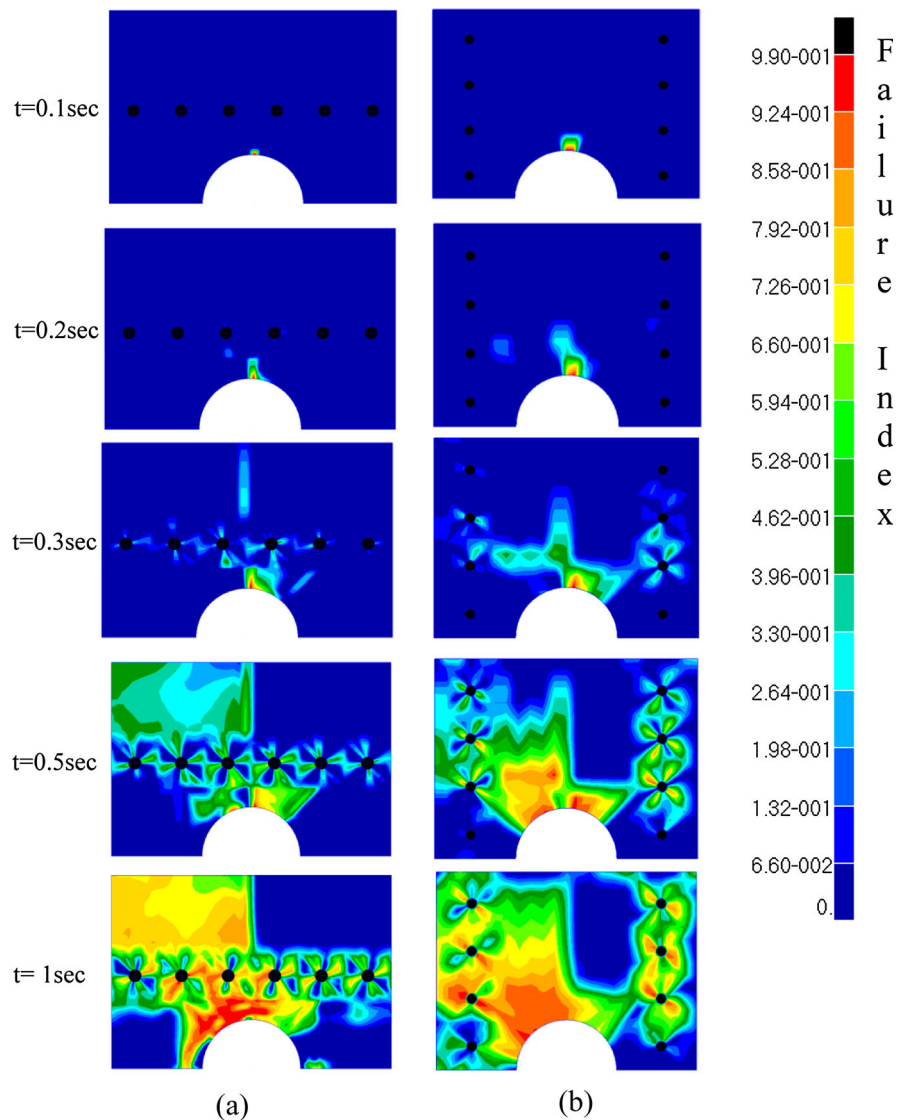 t=0.1sec
t=0.2sec
t=0.3sec
t=0.5sec
t= 1sec
(a)
(b)
9.90-001
9.24-001
8.58-001
7.92-001
7.26-001
6.60-001
5.94-001
5.28-001
4.62-001
3.96-001
3.30-001
2.64-001
1.98-001
1.32-001
6.60-002
0.
Failure Index